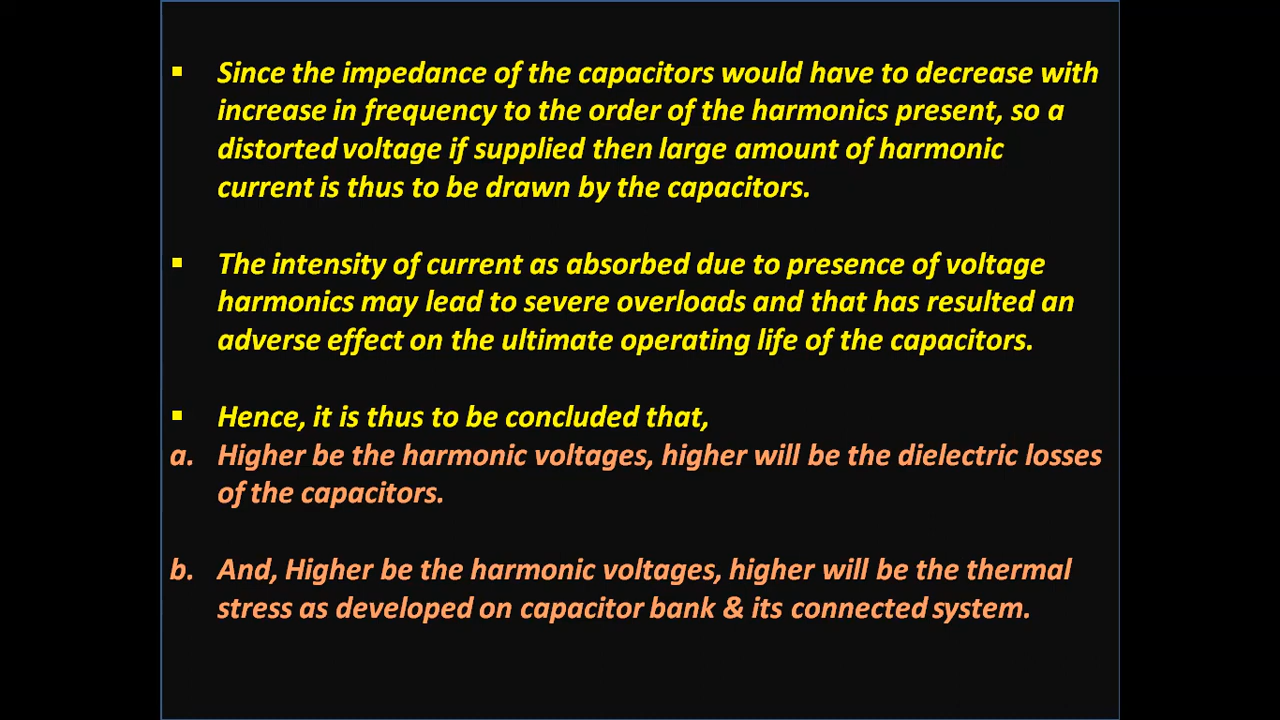 ▪ Since the impedance of the capacitors would have to decrease with
increase in frequency to the order of the harmonics present, so a
distorted voltage if supplied then large amount of harmonic
current is thus to be drawn by the capacitors.
▪ The intensity of current as absorbed due to presence of voltage
harmonics may lead to severe overloads and that has resulted an
adverse effect on the ultimate operating life of the capacitors.
▪ Hence, it is thus to be concluded that,
a. Higher be the harmonic voltages, higher will be the dielectric losses
of the capacitors.
b. And, Higher be the harmonic voltages, higher will be the thermal
stress as developed on capacitor bank & its connected system.